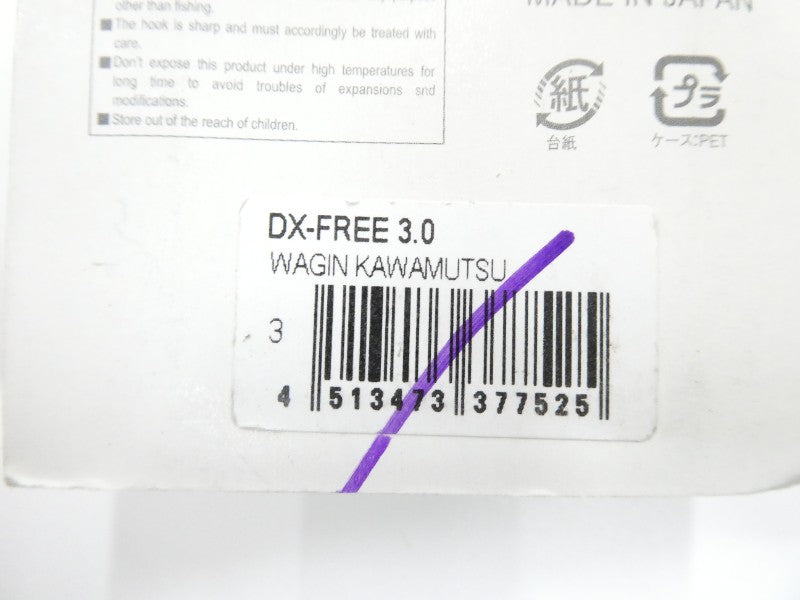 other than fishing.
MADE IN JAPAN
■The hook is sharp and must accordingly be treated with
care.
■Don't expose this product under high temperatures for
long time to avoid troubles of expansions snd
modifications.
■Store out of the reach of children.
紙
台紙
プラ
ケース:PET
DX-FREE 3.0
WAGIN KAWAMUTSU
3
4 513473 377525